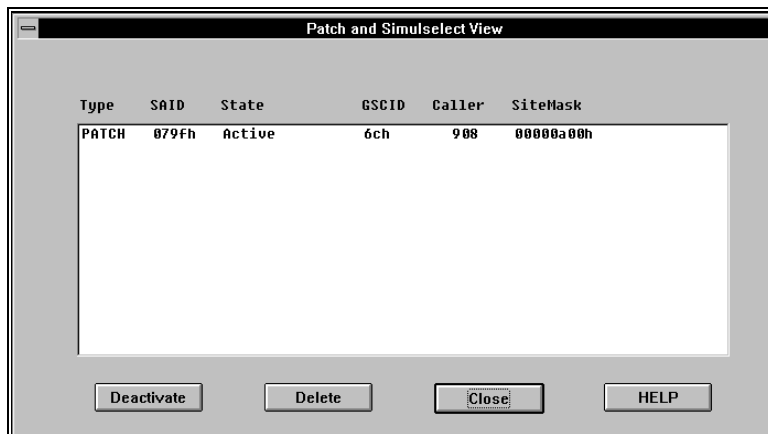 Patch and Simulselect View
Type SAID State GSCID Caller SiteMask
PATCH 079fh Active 6ch 908 00000a00h
Deactivate Delete Close HELP